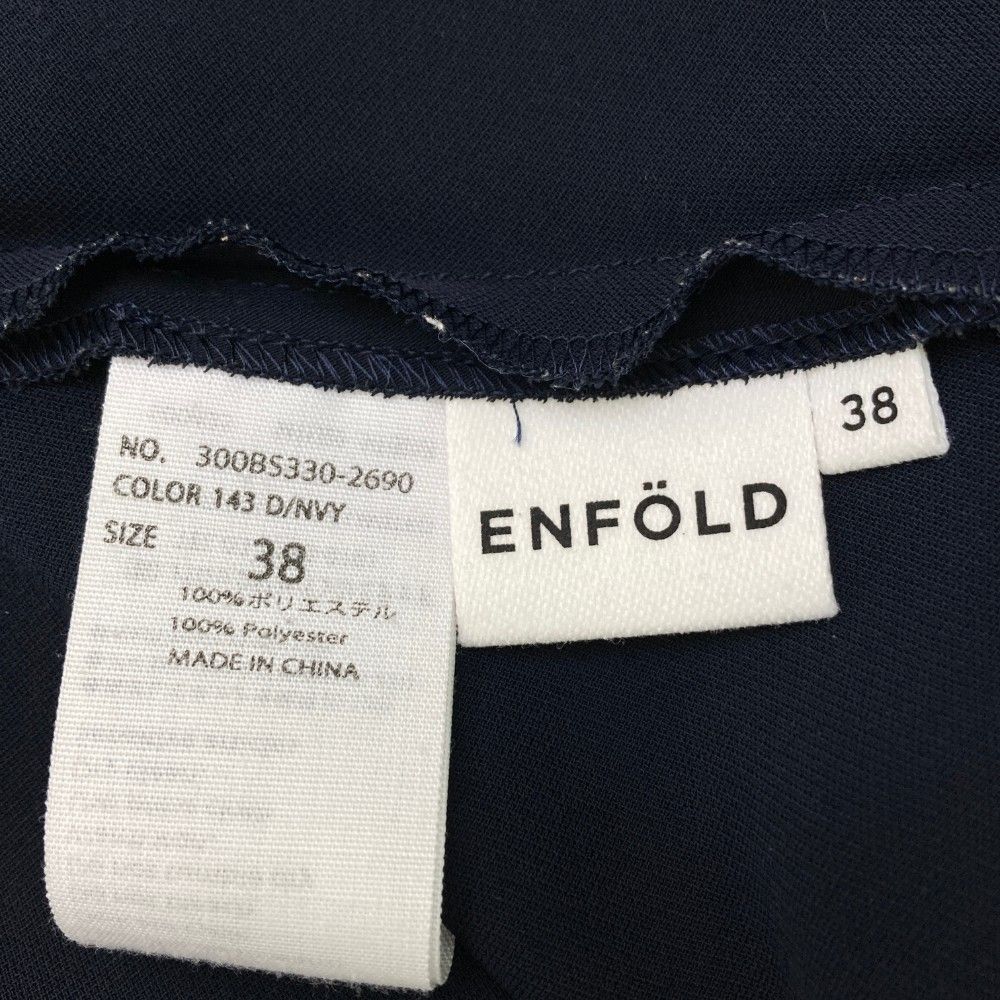 NO. 300BS330-2690
COLOR 143 D/NVY
SIZE 38
100%ポリエステル
100% Polyester
MADE IN CHINA
ENFÖLD
38